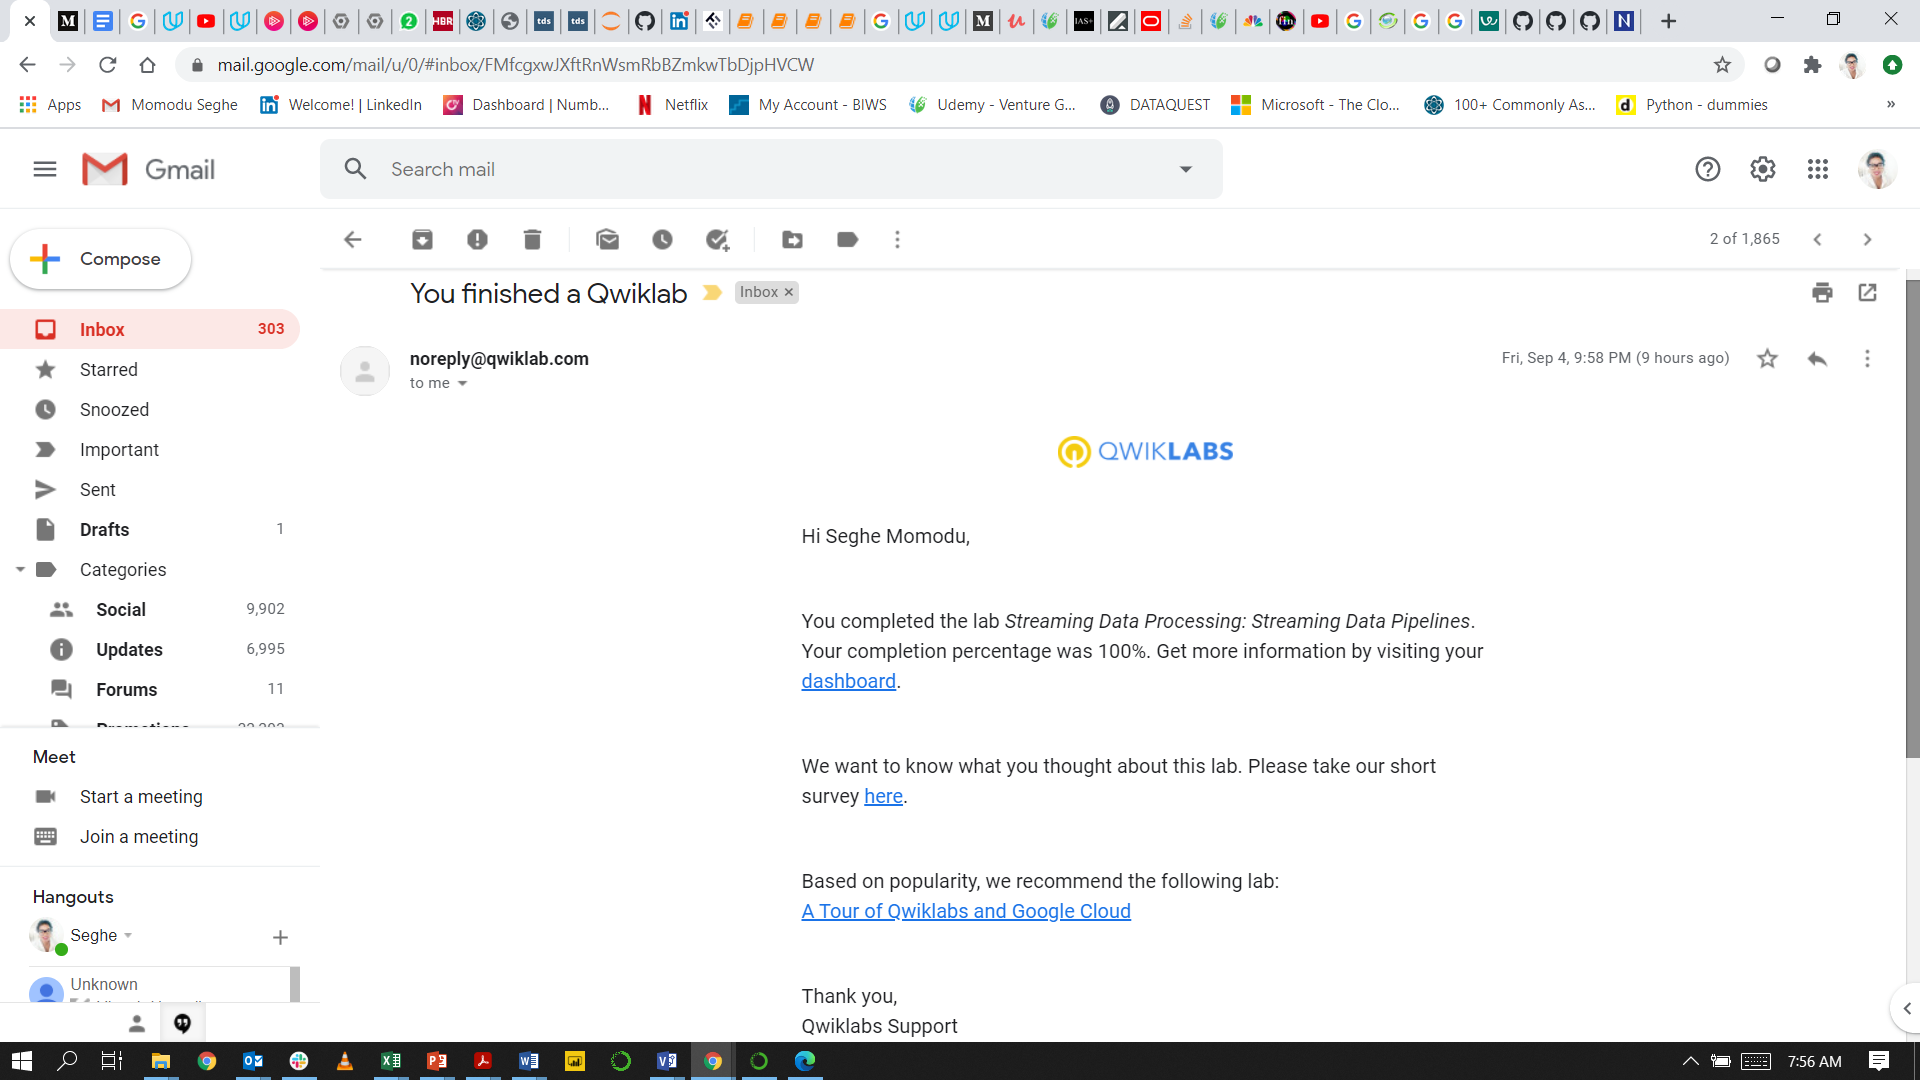 mail.google.com/mail/u/0/#inbox/FMfcgxwJXftRnWsmRbBZmkwTbDjpHVCW
Apps
Momodu Seghe
Welcome! | LinkedIn
Dashboard | Numb...
Netflix
My Account - BIWS
Udemy - Venture G...
DATAQUEST
Microsoft - The Clo...
100+ Commonly As...
Python - dummies
»
Gmail
Search mail
Compose
2 of 1,865
You finished a Qwiklab
Inbox ×
Inbox 303
Starred
Snoozed
Important
Sent
Drafts 1
Categories
Social 9,902
Updates 6,995
Forums 11
Meet
Start a meeting
Join a meeting
Hangouts
Seghe
Unknown
noreply@qwiklab.com
to me
Fri, Sep 4, 9:58 PM (9 hours ago)
QWIKLABS
Hi Seghe Momodu,
You completed the lab Streaming Data Processing: Streaming Data Pipelines.
Your completion percentage was 100%. Get more information by visiting your
dashboard.
We want to know what you thought about this lab. Please take our short
survey here.
Based on popularity, we recommend the following lab:
A Tour of Qwiklabs and Google Cloud
Thank you,
Qwiklabs Support
7:56 AM